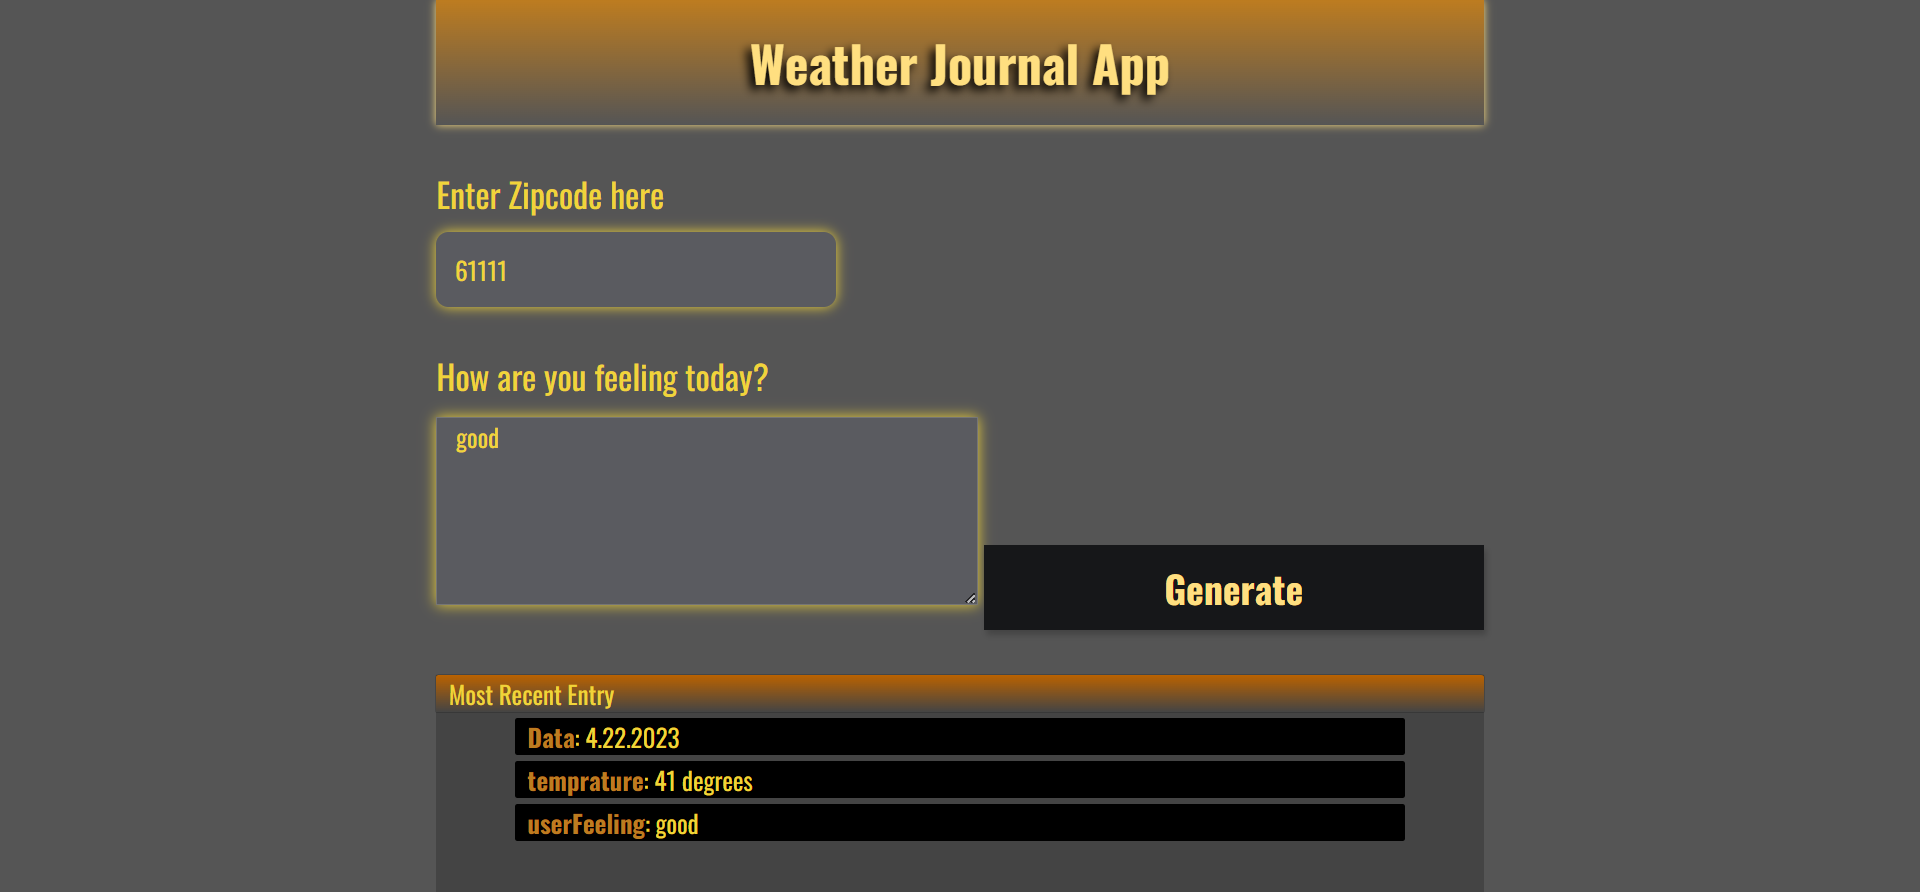 Weather Journal App
Enter Zipcode here
61111
How are you feeling today?
good
Generate
Most Recent Entry
Data: 4.22.2023
temprature: 41 degrees
userFeeling: good